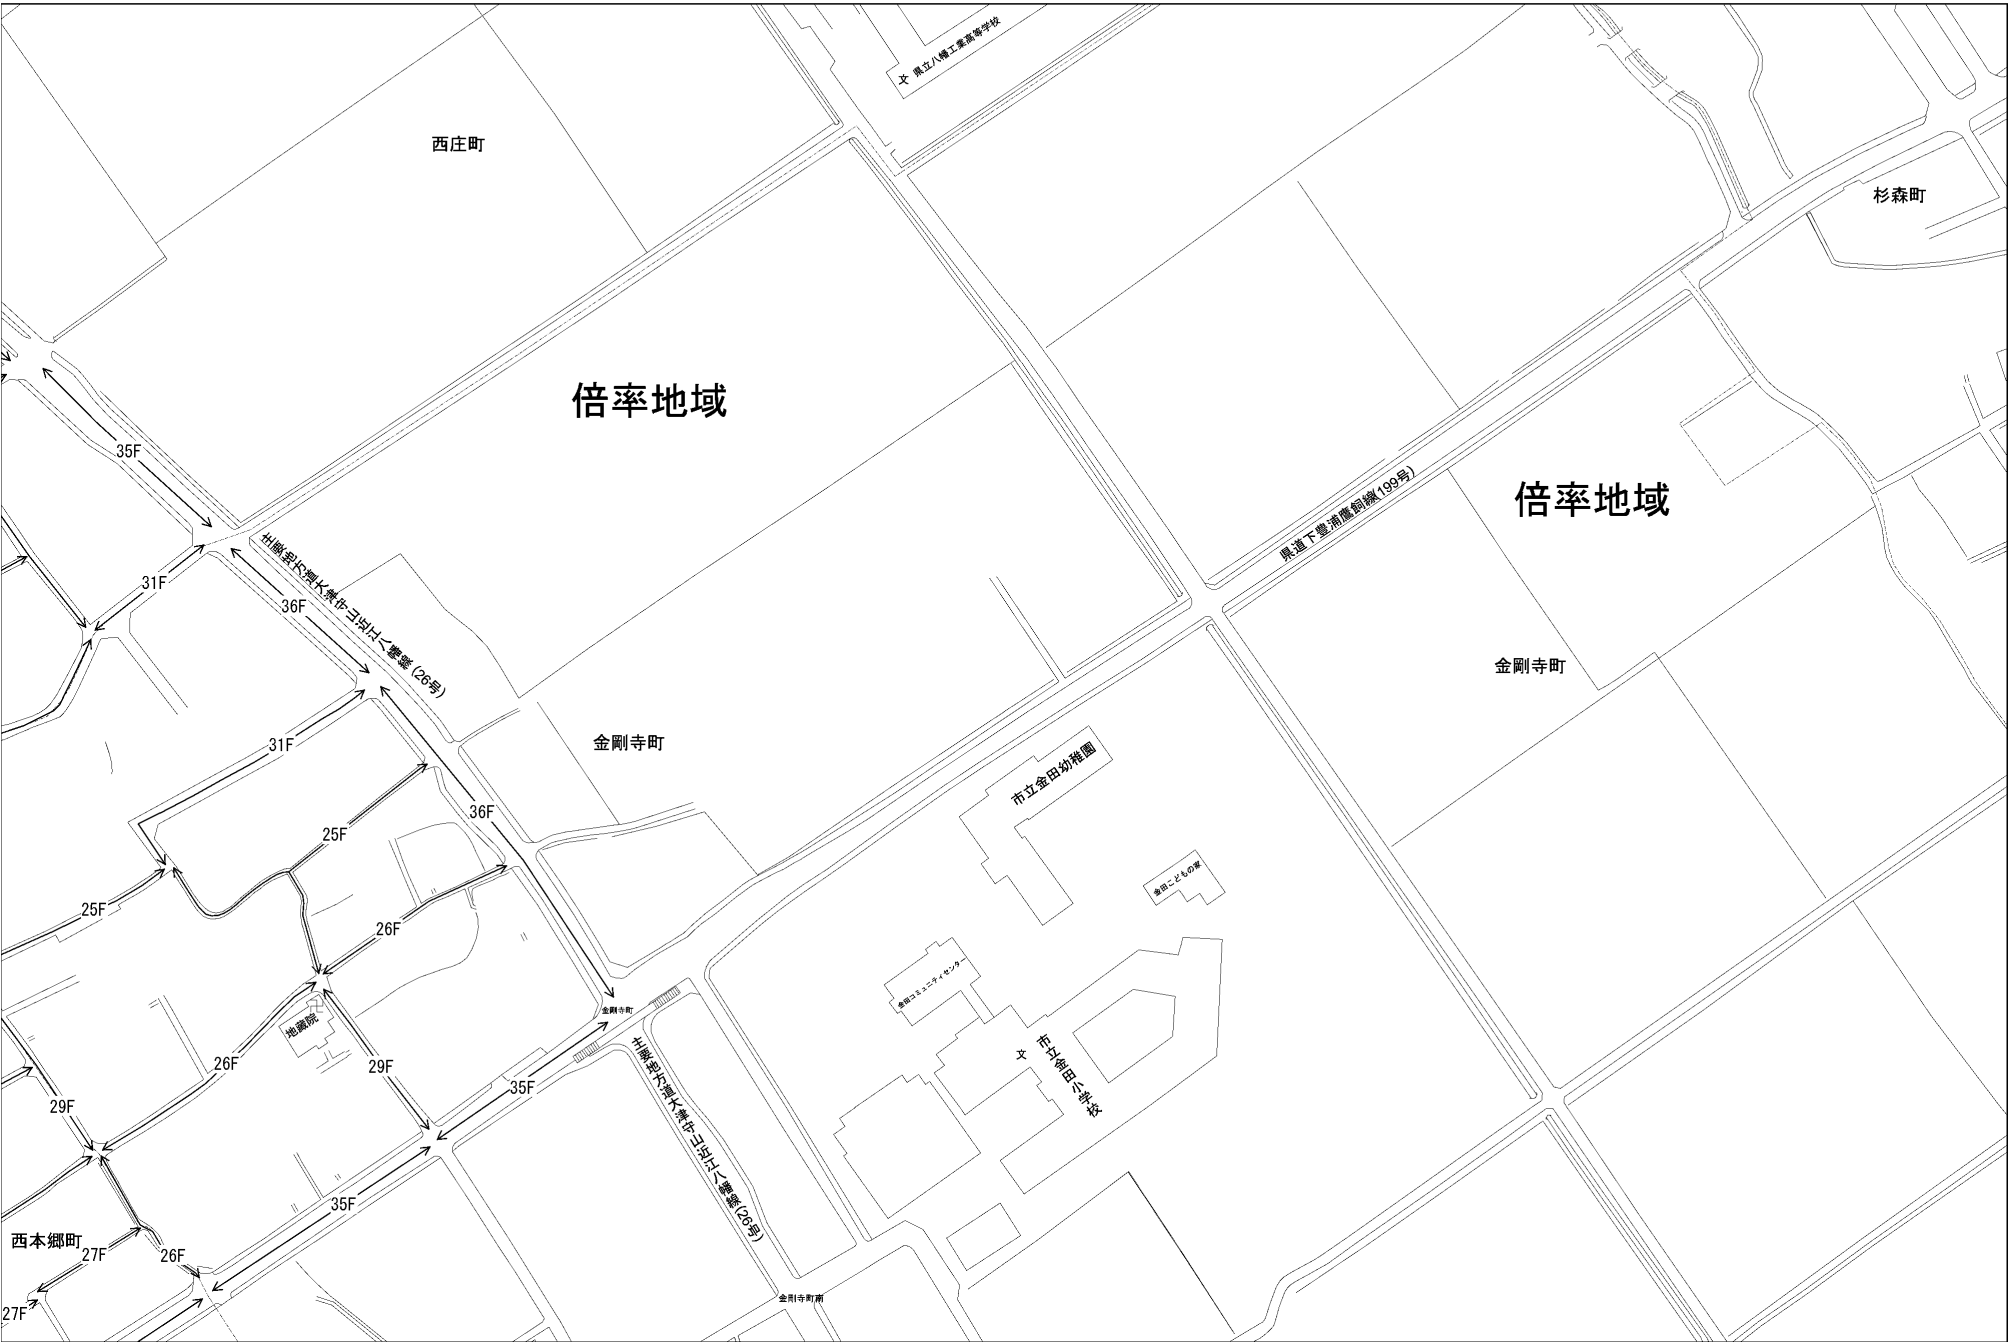 県立八幡工業高等学校
西庄町
杉森町
倍率地域
35F
県道下豊浦鷹飼線(199号)
倍率地域
主要地方道大津守山近江八幡線(26号)
31F
36F
金剛寺町
31F
金剛寺町
市立金田幼稚園
36F
25F
金田こどもの家
25F
26F
金田コミュニティセンター
金剛寺町
地蔵院
主要地方道大津守山近江八幡線(26号)
市立金田小学校
26F
29F
35F
29F
35F
西本郷町
27F
26F
金剛寺町南
27F